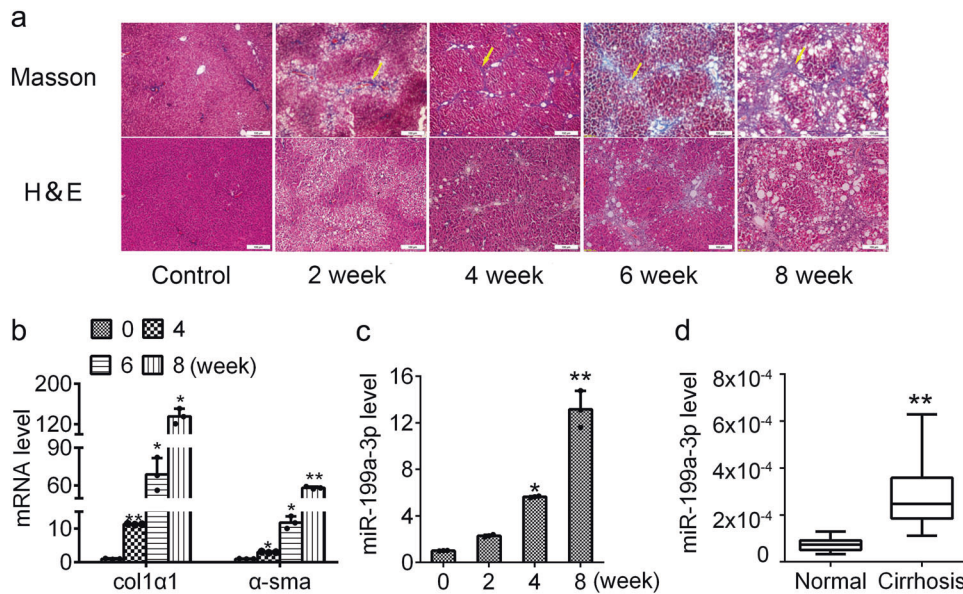 a
Masson
H & E
Control 2 week 4 week 6 week 8 week
b
0 4
6 8 (week)
mRNA level
200
120
90
60
10
0
* * ** * ** *
col1α1 α-sma
c
miR-199a-3p level
16
12
8
4
0
* **
0 2 4 8 (week)
d
miR-199a-3p level
8x10-4
6x10-4
4x10-4
2x10-4
0
**
Normal Cirrhosis